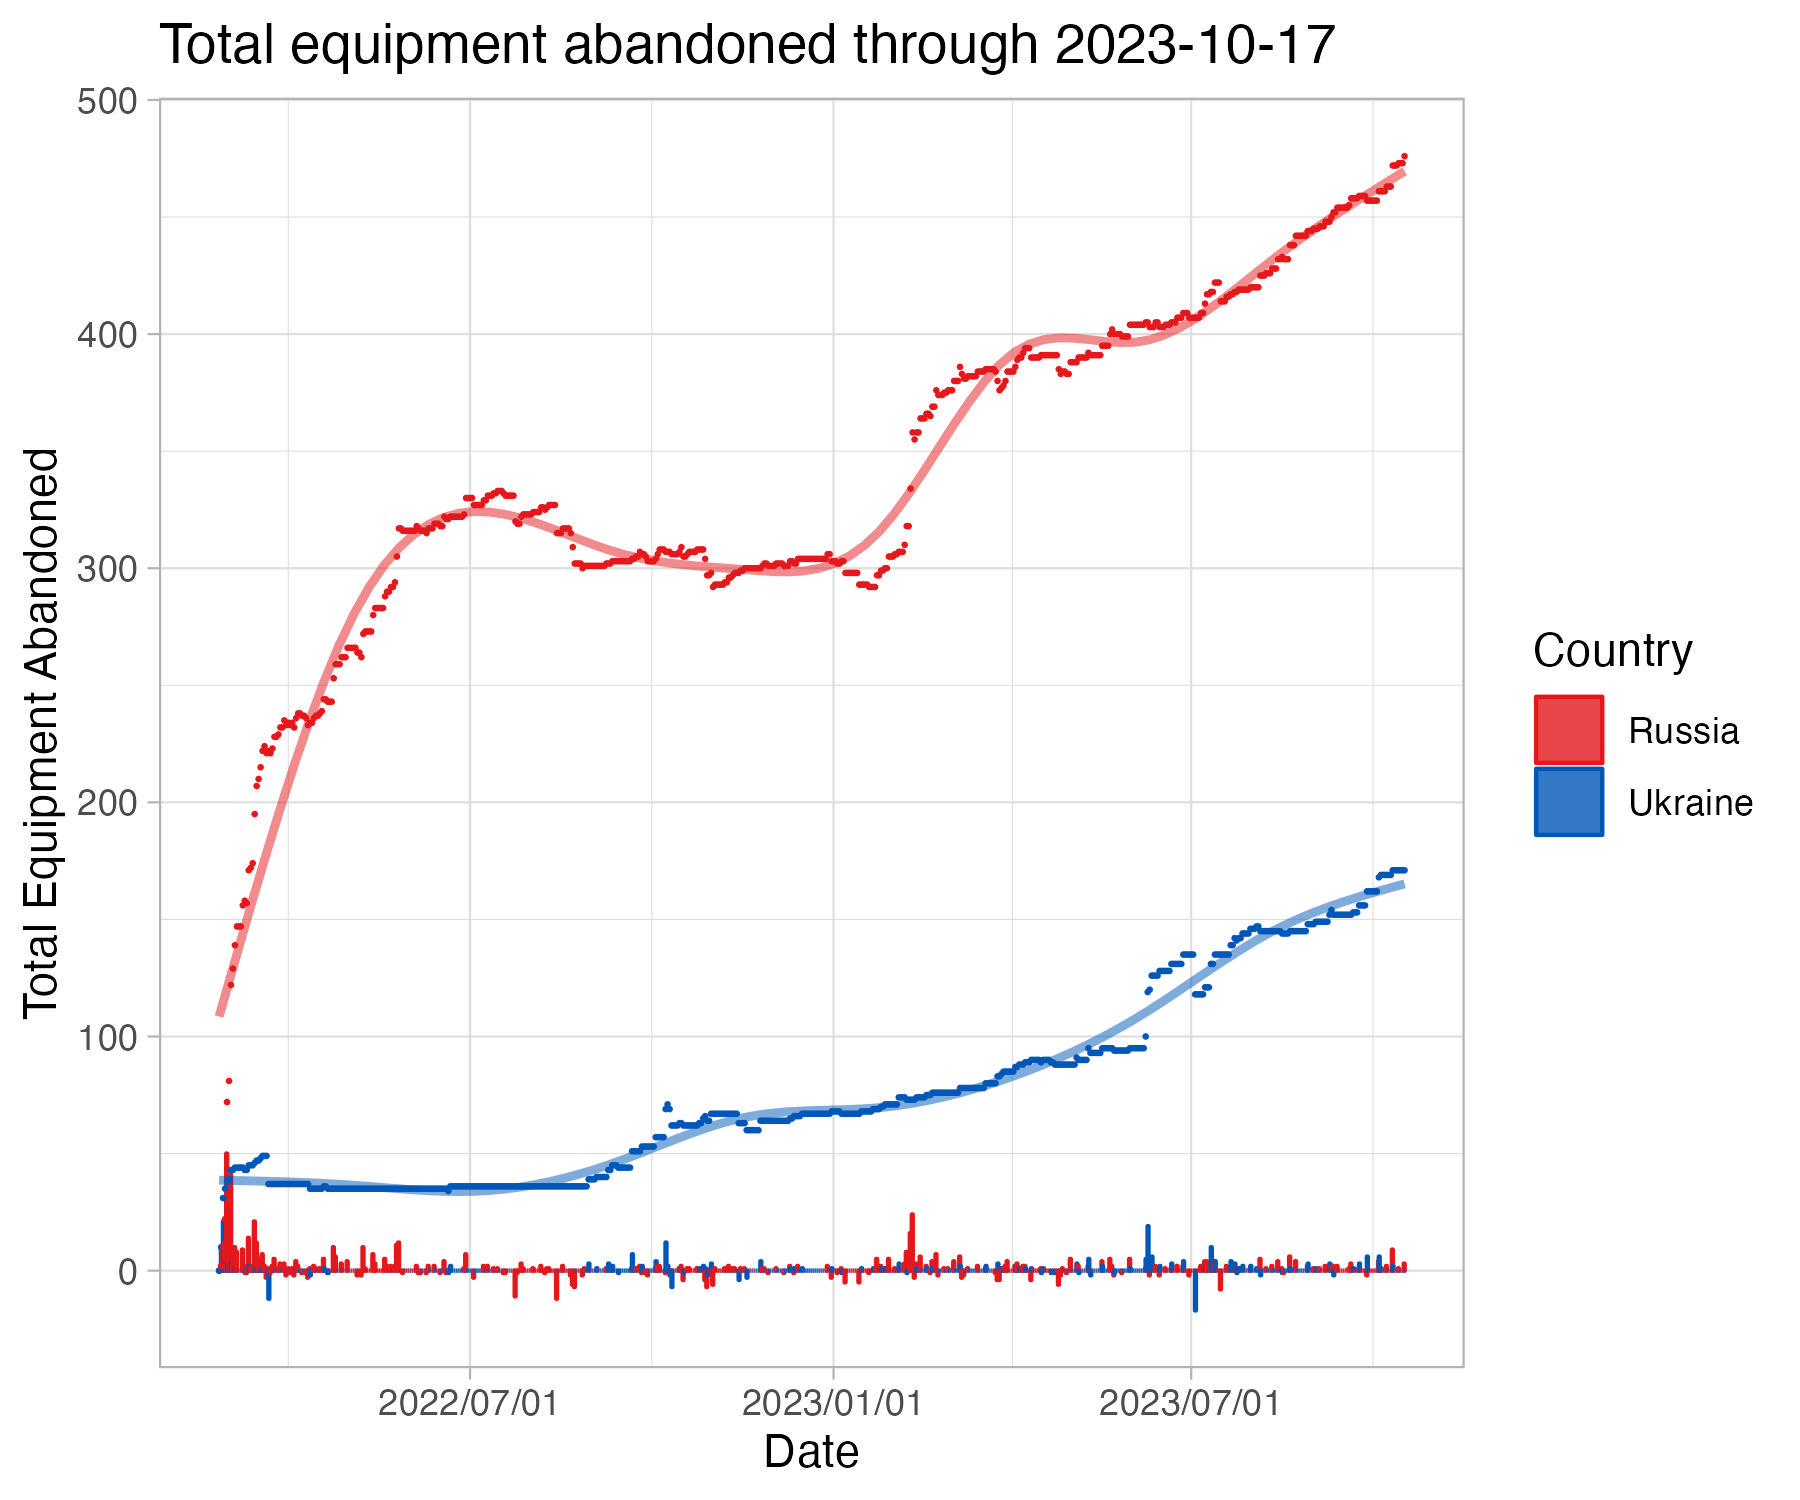 Total equipment abandoned through 2023-10-17
Total Equipment Abandoned
500
400
300
200
100
0
2022/07/01
2023/01/01
2023/07/01
Date
Country
Russia
Ukraine